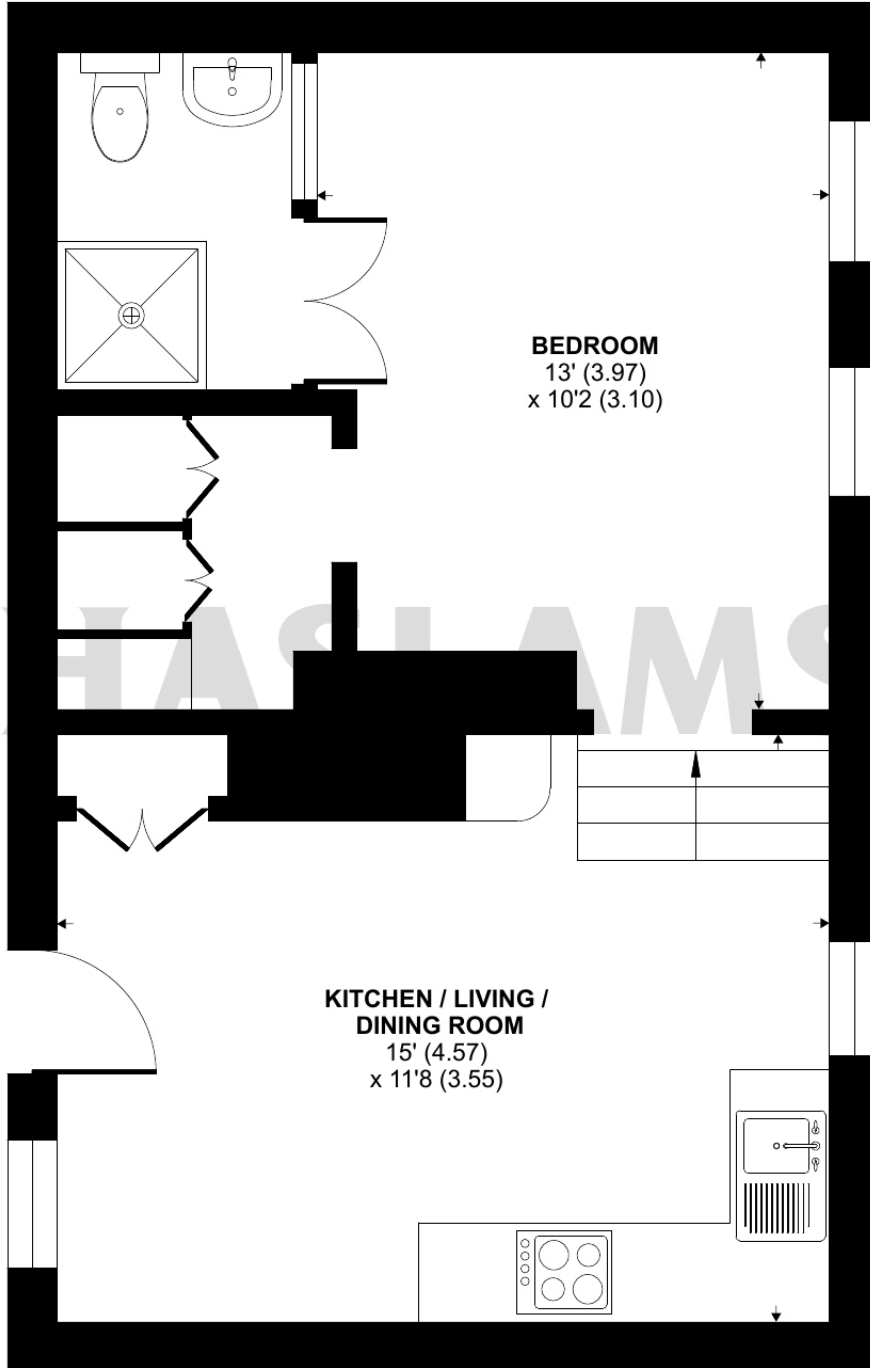 BEDROOM
13' (3.97)
x 10'2 (3.10)
HASLAMS
KITCHEN / LIVING /
DINING ROOM
15' (4.57)
x 11'8 (3.55)